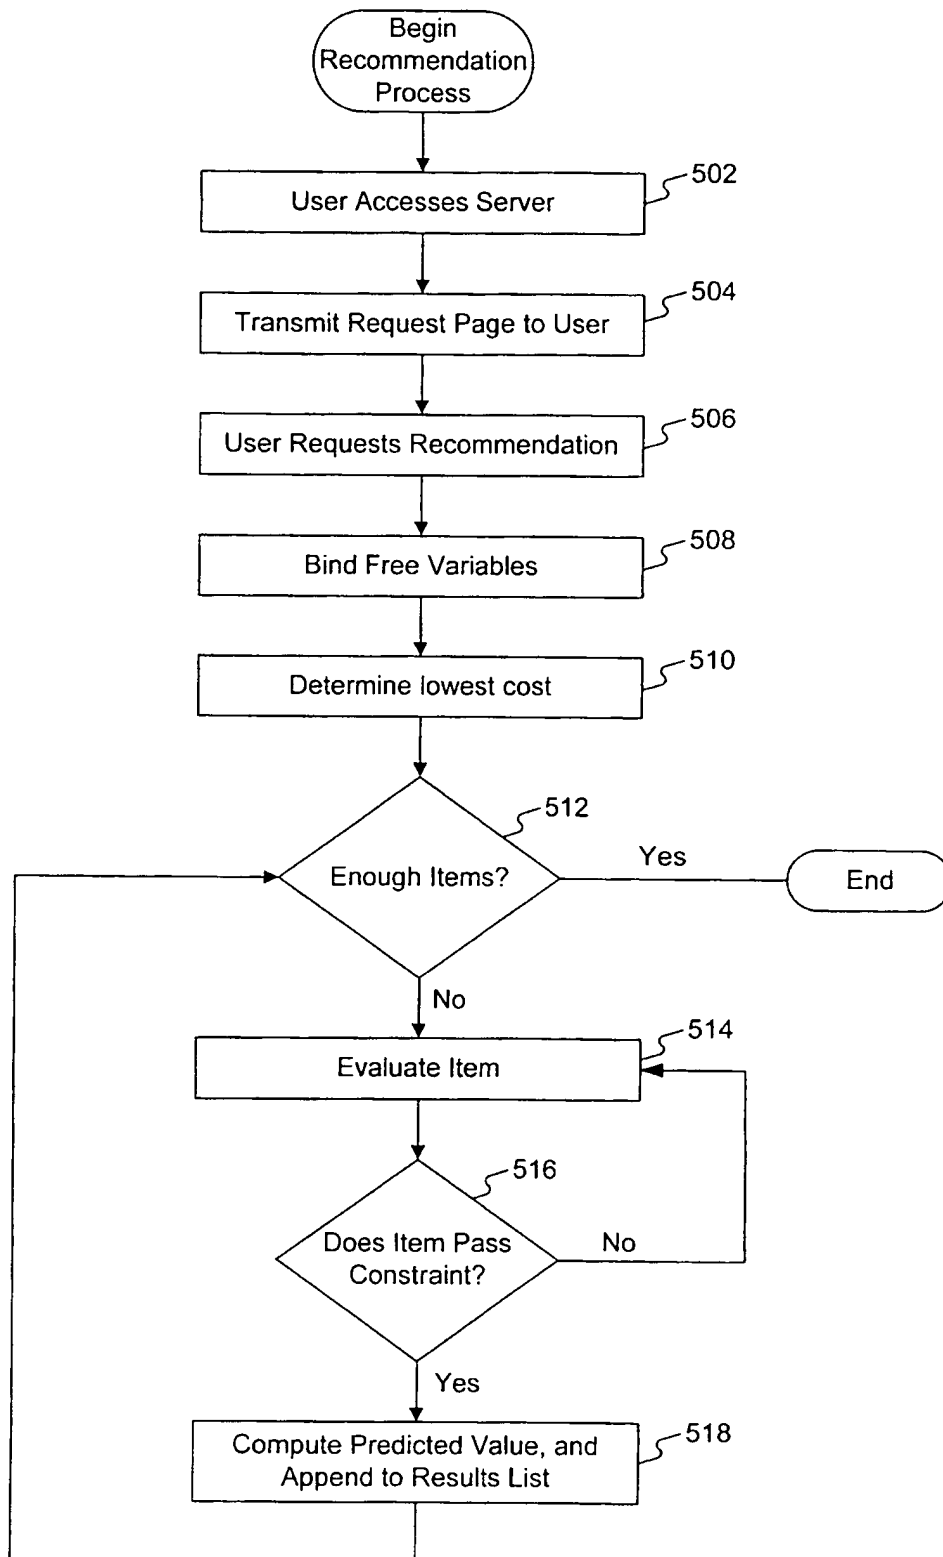 Begin
Recommendation
Process
502
User Accesses Server
504
Transmit Request Page to User
506
User Requests Recommendation
508
Bind Free Variables
510
Determine lowest cost
512
Enough Items?
Yes
End
No
514
Evaluate Item
516
Does Item Pass
Constraint?
No
Yes
518
Compute Predicted Value, and
Append to Results List